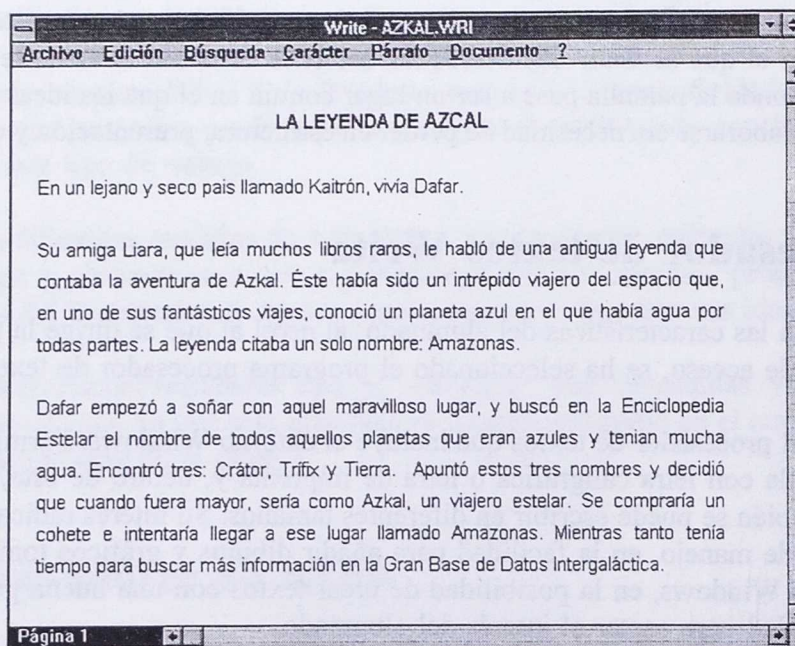 Write - AZKAL.WRI
Archivo Edición Búsqueda Carácter Párrafo Documento ?
LA LEYENDA DE AZCAL
En un lejano y seco pais llamado Kaitrón, vivía Dafar.
Su amiga Liara, que leía muchos libros raros, le habló de una antigua leyenda que
contaba la aventura de Azkal. Éste había sido un intrépido viajero del espacio que,
en uno de sus fantásticos viajes, conoció un planeta azul en el que había agua por
todas partes. La leyenda citaba un solo nombre: Amazonas.
Dafar empezó a soñar con aquel maravilloso lugar, y buscó en la Enciclopedia
Estelar el nombre de todos aquellos planetas que eran azules y tenían mucha
agua. Encontró tres: Crátor, Trífix y Tierra. Apuntó estos tres nombres y decidió
que cuando fuera mayor, sería como Azkal, un viajero estelar. Se compraría un
cohete e intentaría llegar a ese lugar llamado Amazonas. Mientras tanto tenía
tiempo para buscar más información en la Gran Base de Datos Intergaláctica.
Página 1